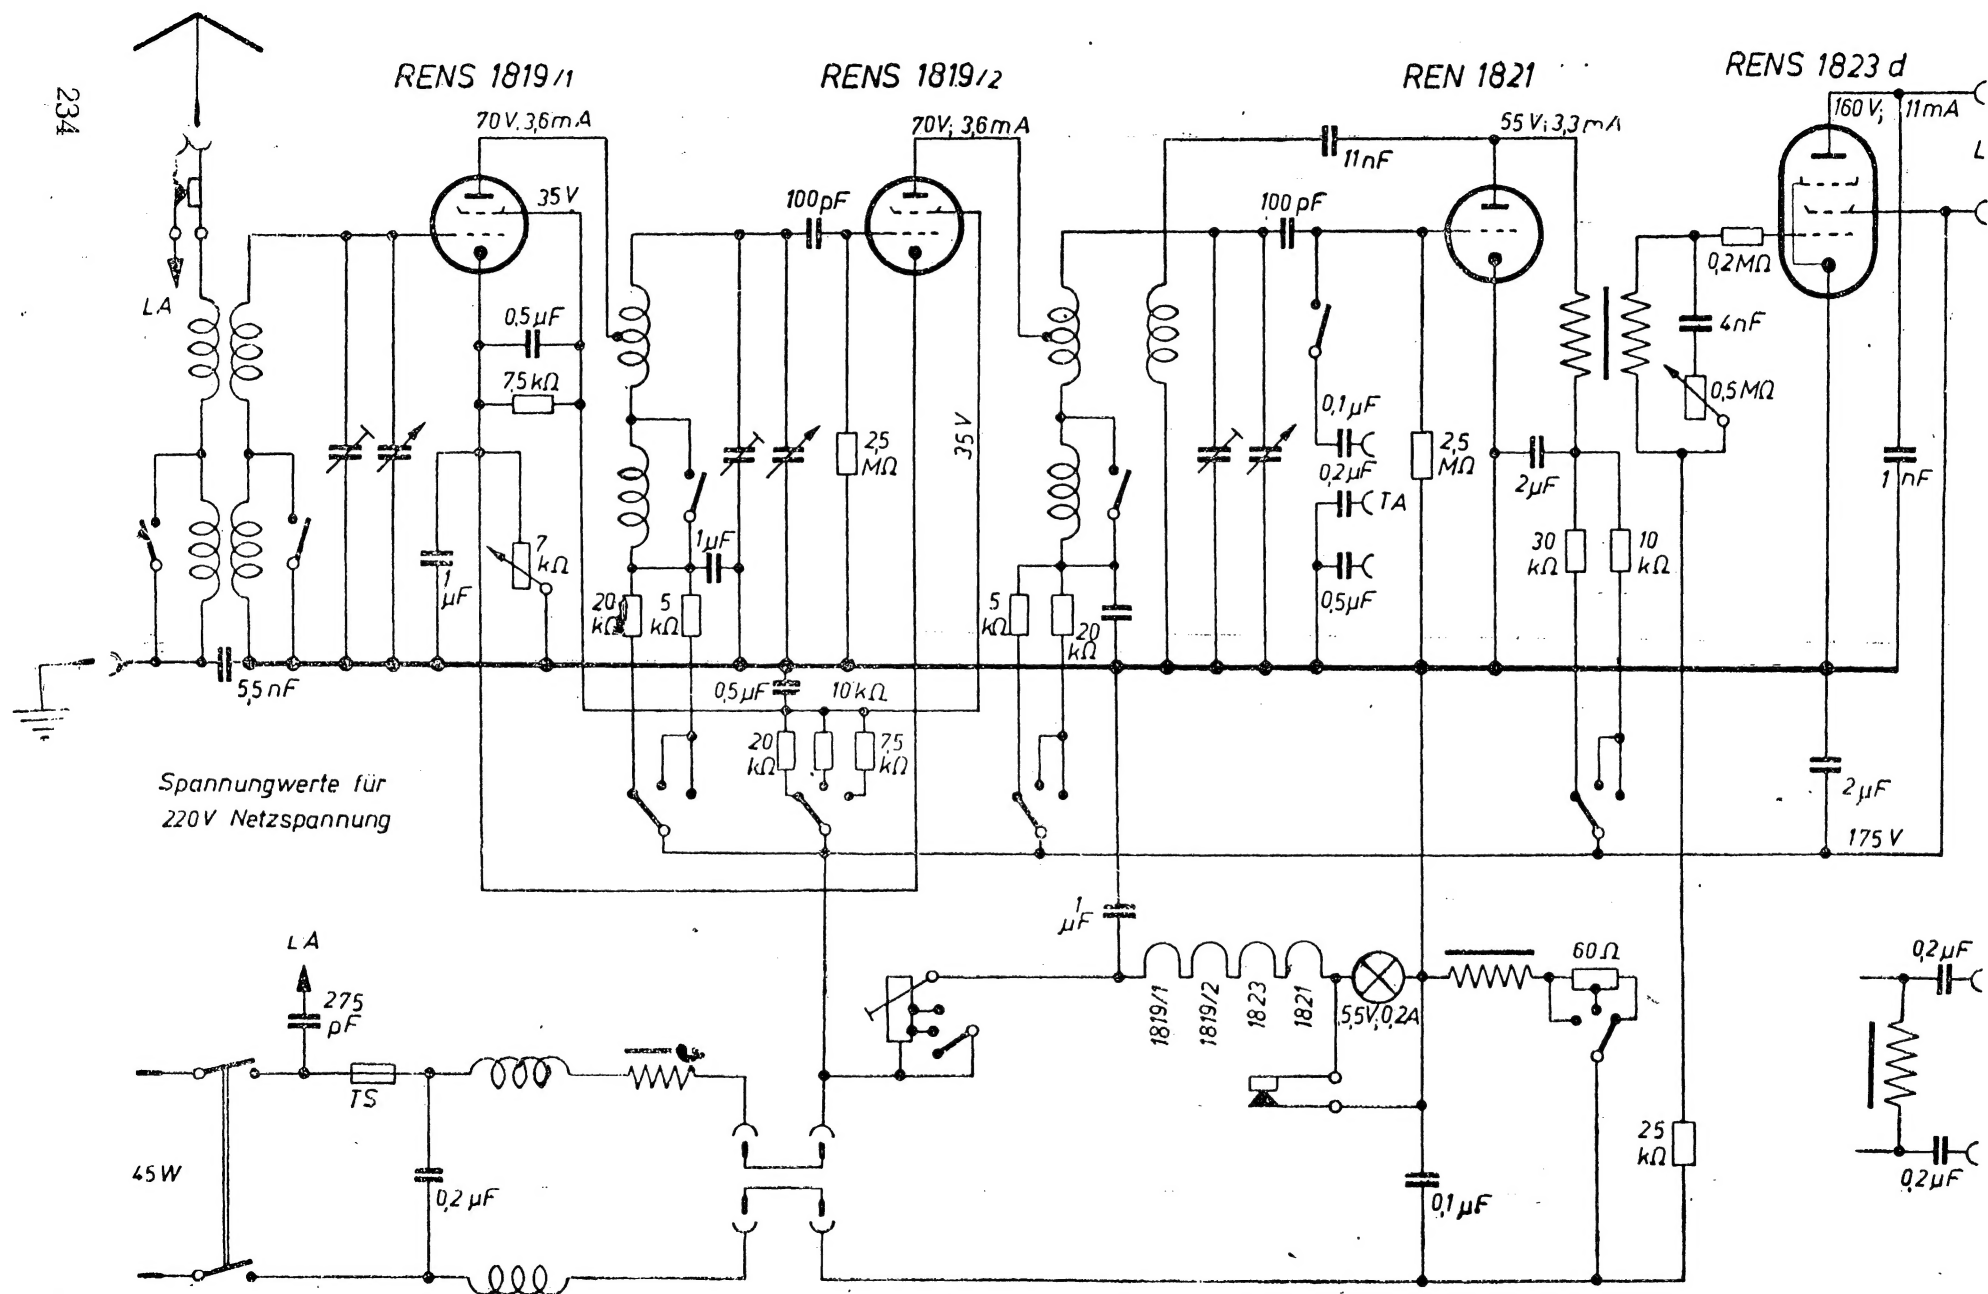 234
RENS 1819/1
RENS 1819/2
REN 1821
RENS 1823 d
70V; 3,6mA
70V; 3,6mA
55V; 3,3mA
160V; 11mA
L
35V
100pF
11nF
100pF
0,2MΩ
LA
0,5µF
4nF
7,5kΩ
0,5MΩ
0,1µF
35V
2,5
MΩ
0,2µF
2,5
MΩ
2µF
1nF
TA
1µF
7
kΩ
30
kΩ
10
kΩ
1
µF
20
kΩ
5
kΩ
5
kΩ
20
kΩ
0,5µF
5,5nF
0,5µF
10kΩ
20
kΩ
7,5
kΩ
Spannungwerte für
220V Netzspannung
2µF
175V
1
µF
LA
275
pF
60Ω
0,2µF
1819/1
1819/2
1823
1821
5,5V; 0,2A
TS
45W
0,2µF
25
kΩ
0,1µF
0,2µF